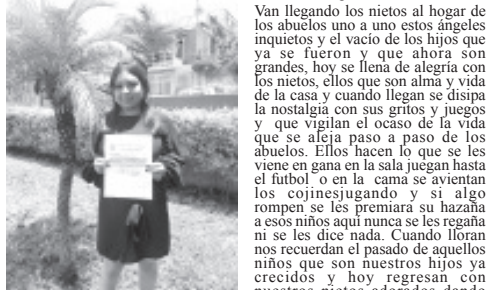 Van llegando los nietos al hogar de
los abuelos uno a uno estos ángeles
inquietos y el vacío de los hijos que
ya se fueron y que ahora son
grandes, hoy se llena de alegría con
los nietos, ellos que son alma y vida
de la casa y cuando llegan se disipa
la nostalgia con sus gritos y juegos
y que vigilan el ocaso de la vida
que se aleja paso a paso de los
abuelos. Ellos hacen lo que se les
viene en gana en la sala juegan hasta
el futbol o en la cama se avientan
los cojinesjugando y si algo
rompen se les premiara su hazaña
a esos niños aquí nunca se les regaña
ni se les dice nada. Cuando lloran
nos recuerdan el pasado de aquellos
niños que son nuestros hijos ya
crecidos y hoy regresan con
nuestros nietos adorados dando